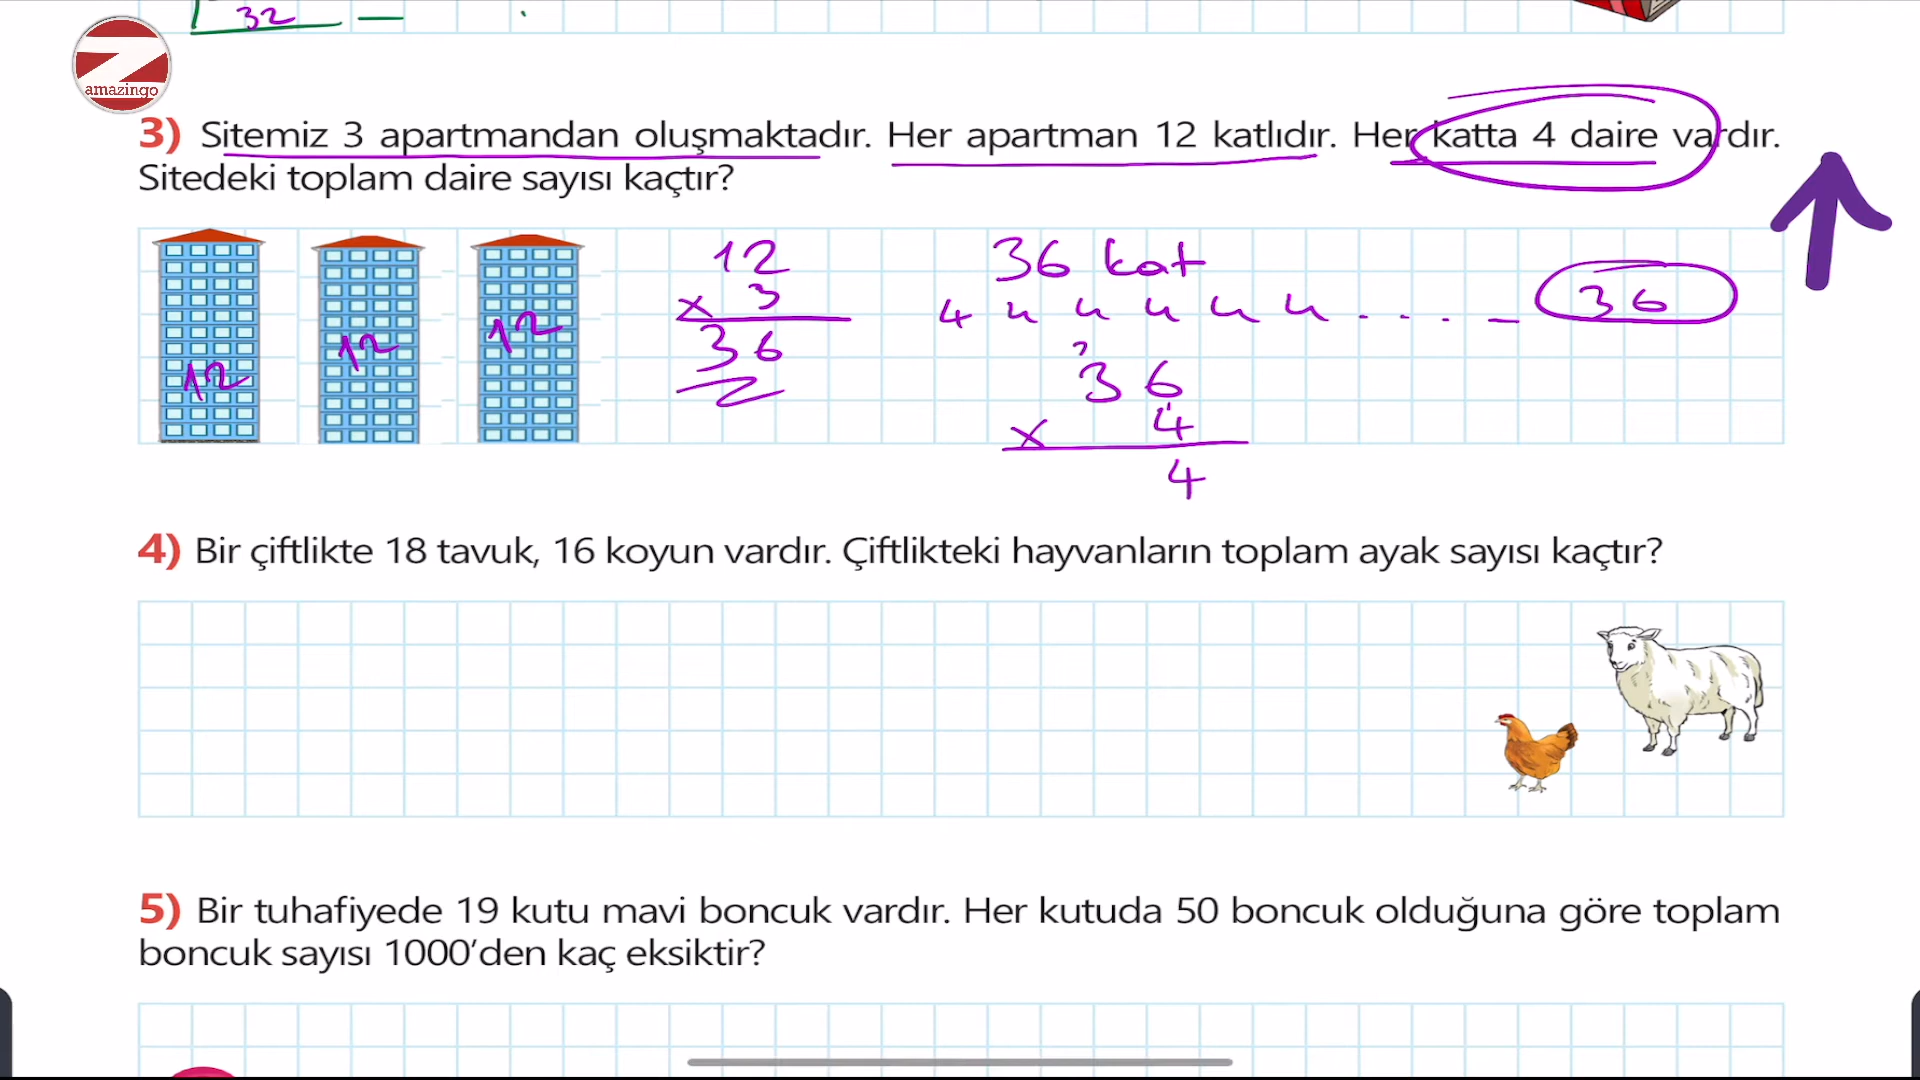 32
amazingo
3) Sitemiz 3 apartmandan oluşmaktadır. Her apartman 12 katlıdır. Her katta 4 daire vardır.
Sitedeki toplam daire sayısı kaçtır?
12 12 12
12
x 3
36
36 kat
4 4 4 4 4 4 . . . . _ 36
36
x 4
4
4) Bir çiftlikte 18 tavuk, 16 koyun vardır. Çiftlikteki hayvanların toplam ayak sayısı kaçtır?
5) Bir tuhafiyede 19 kutu mavi boncuk vardır. Her kutuda 50 boncuk olduğuna göre toplam
boncuk sayısı 1000'den kaç eksiktir?